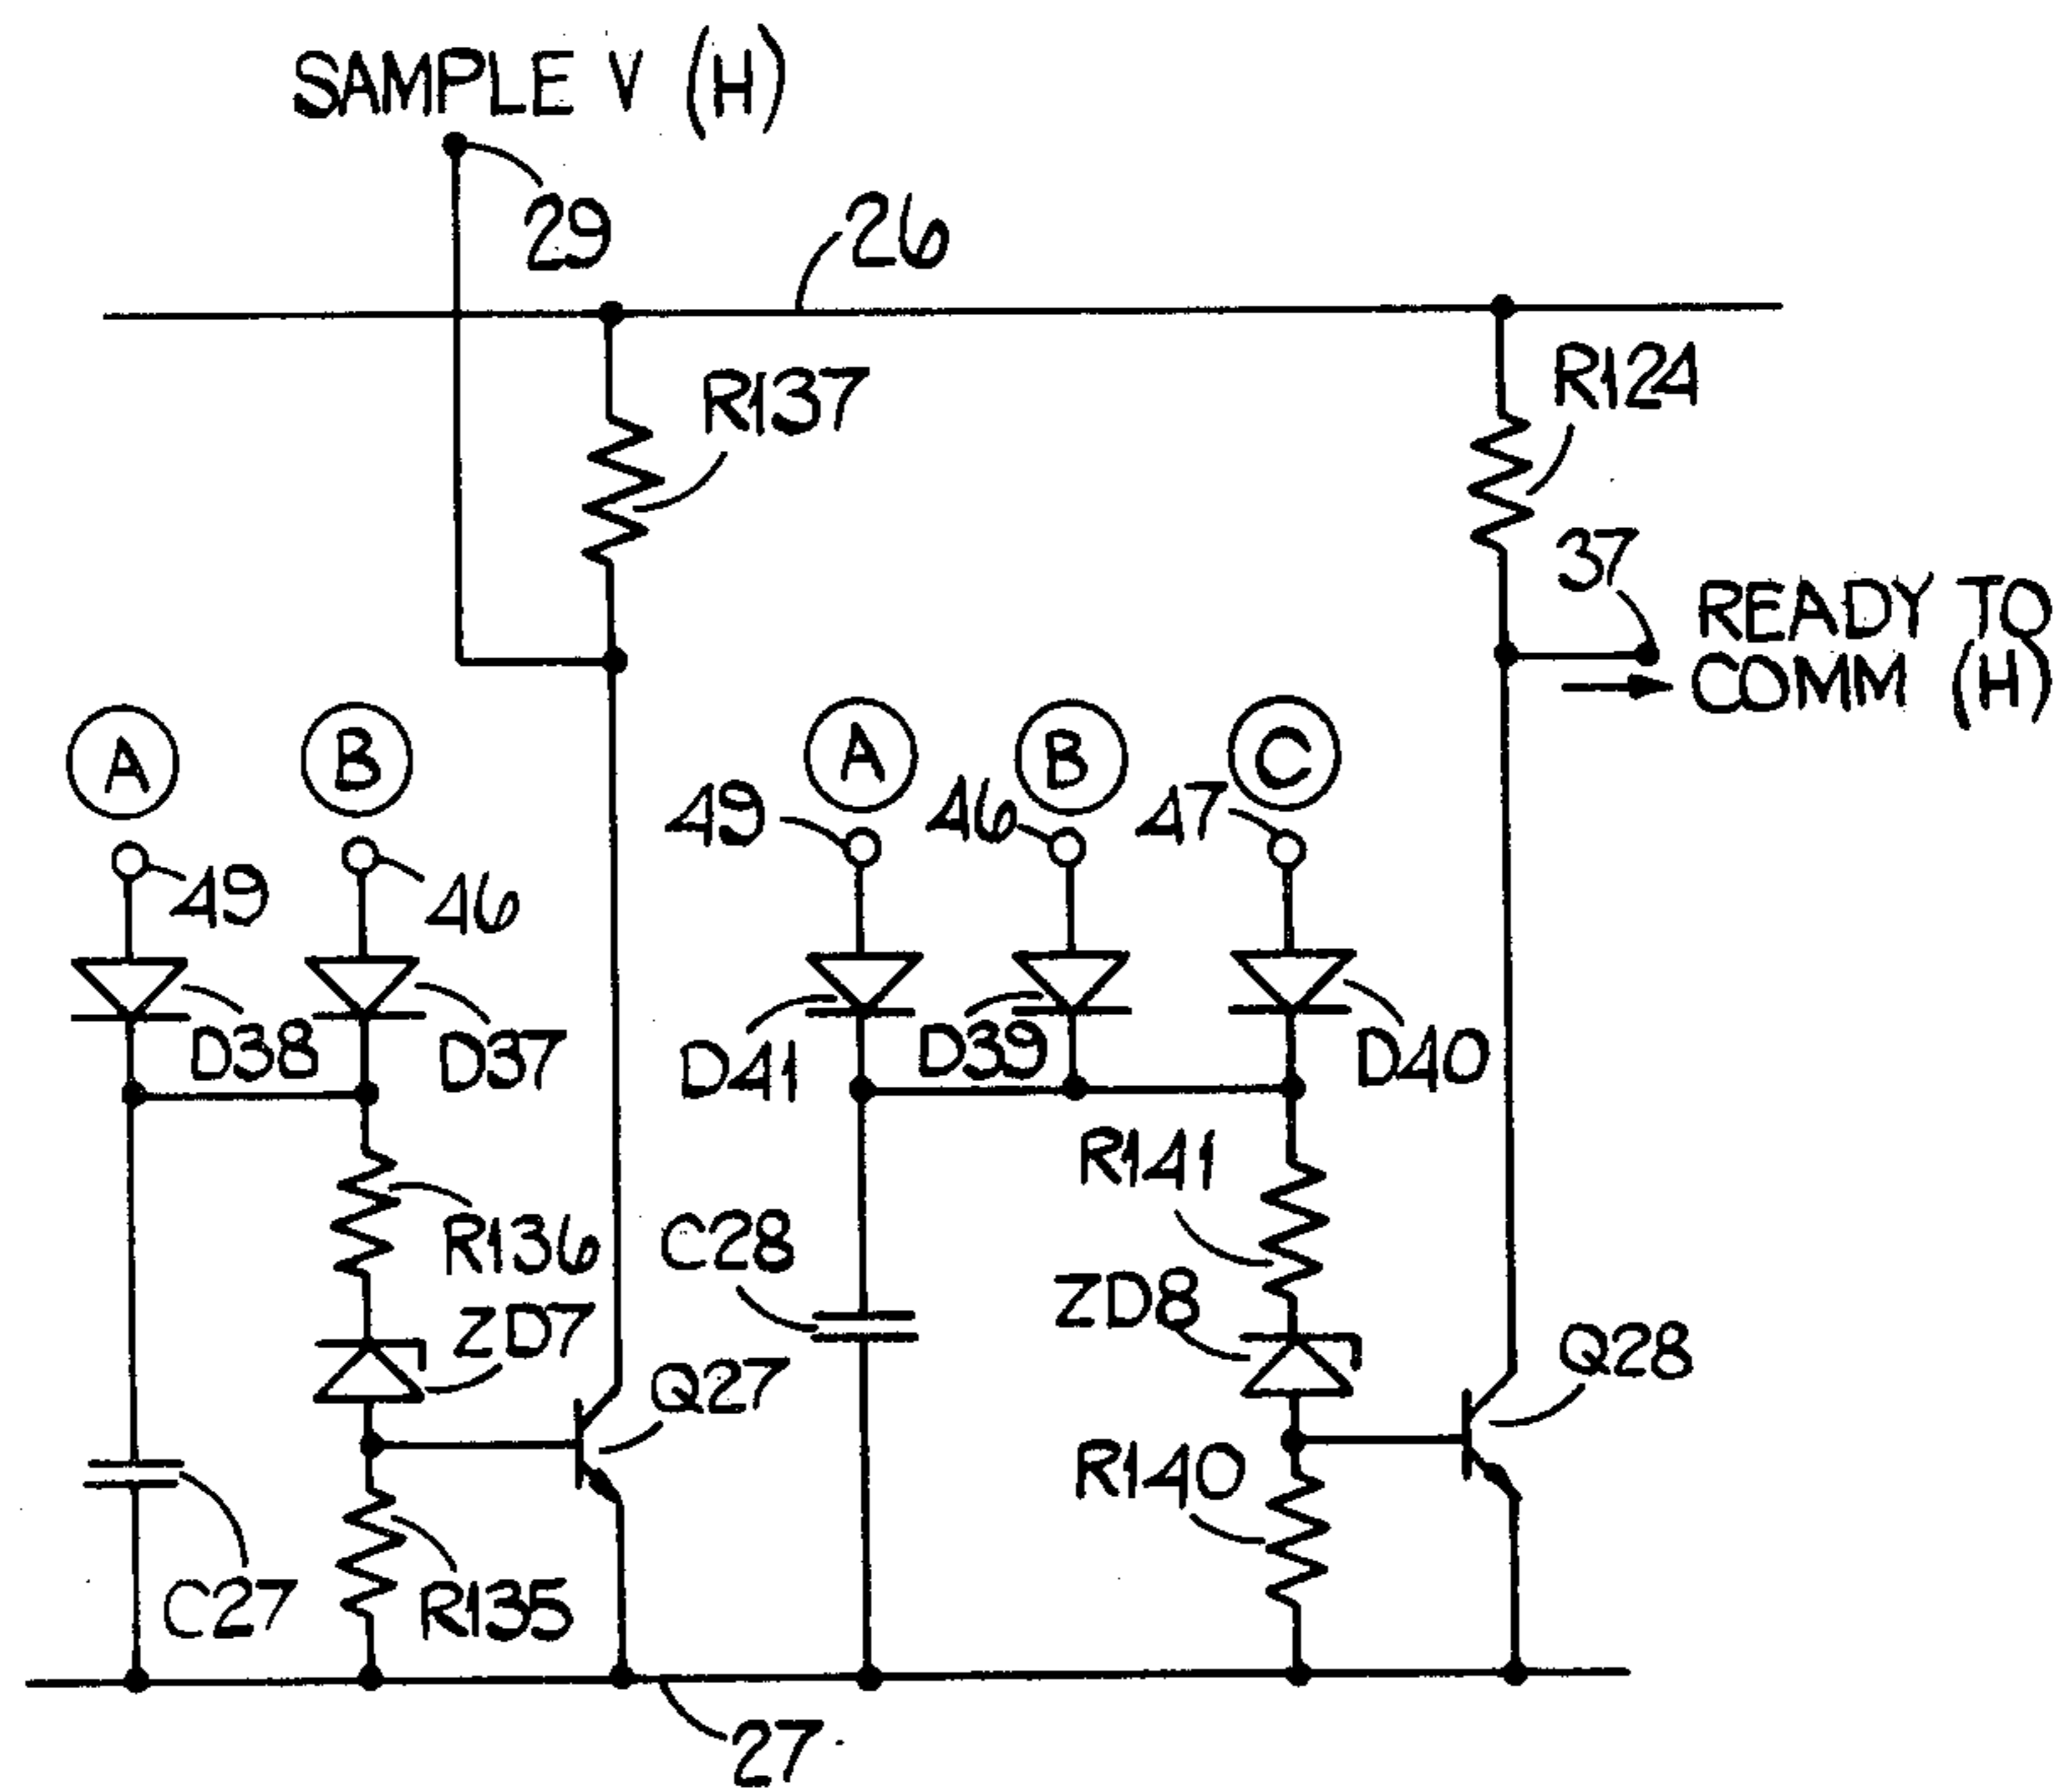 SAMPLE V (H)
29
26
R137
R124
37
READY TO
COMM (H)
A
B
A
B
C
49
46
47
49
46
D38
D37
D41
D39
D40
R136
C28
R141
ZD7
ZD8
Q27
Q28
R140
C27
R135
27